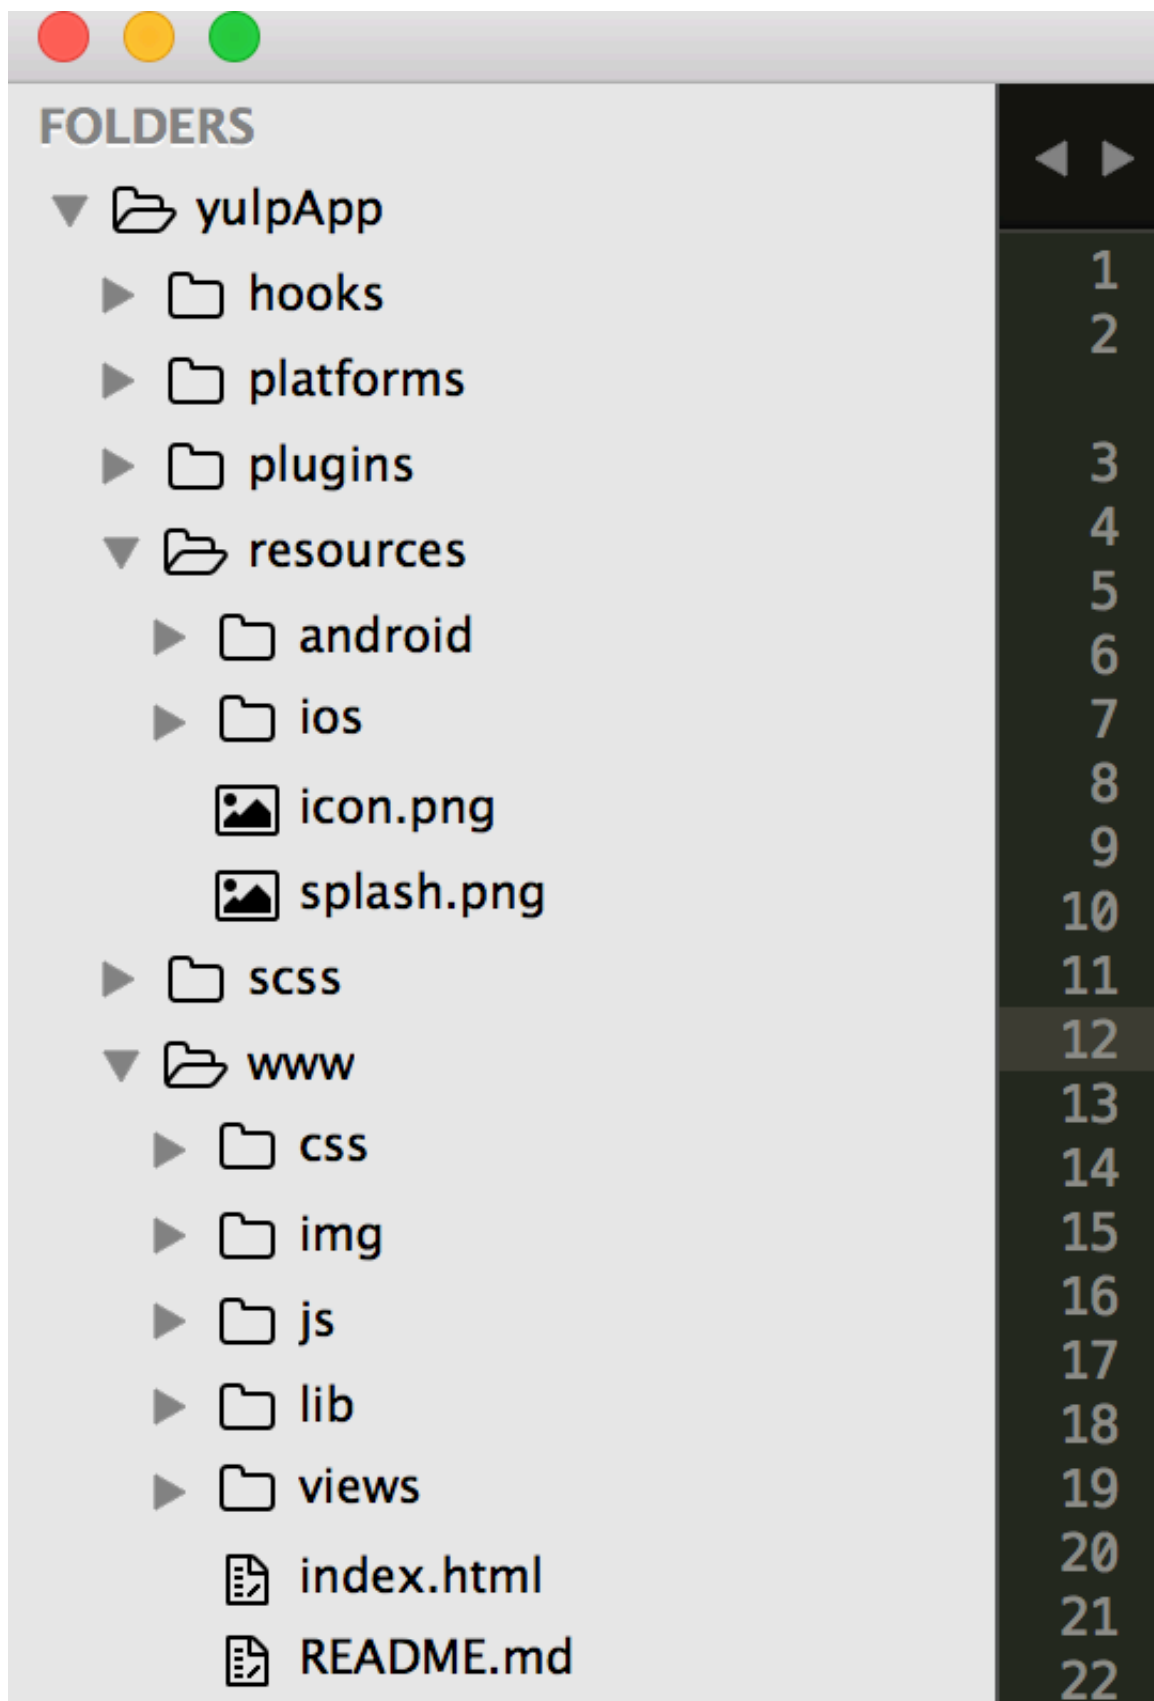 FOLDERS
yulpApp
hooks
platforms
plugins
resources
android
ios
icon.png
splash.png
scss
www
css
img
js
lib
views
index.html
README.md
1
2
3
4
5
6
7
8
9
10
11
12
13
14
15
16
17
18
19
20
21
22